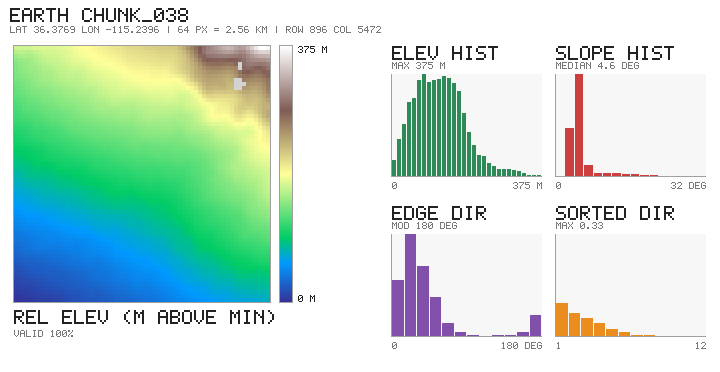 EARTH CHUNK_038
LAT 36.3769 LON -115.2396 | 64 PX = 2.56 KM | ROW 896 COL 5472
375 M
0 M
REL ELEV (M ABOVE MIN)
VALID 100%
ELEV HIST
MAX 375 M
0 375 M
SLOPE HIST
MEDIAN 4.6 DEG
0 32 DEG
EDGE DIR
MOD 180 DEG
0 180 DEG
SORTED DIR
MAX 0.33
1 12